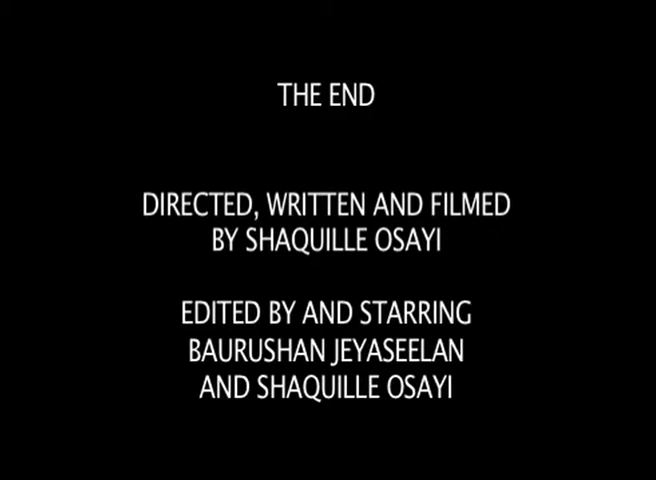 THE END
DIRECTED, WRITTEN AND FILMED
BY SHAQUILLE OSAYI
EDITED BY AND STARRING
BAURUSHAN JEYASEELAN
AND SHAQUILLE OSAYI